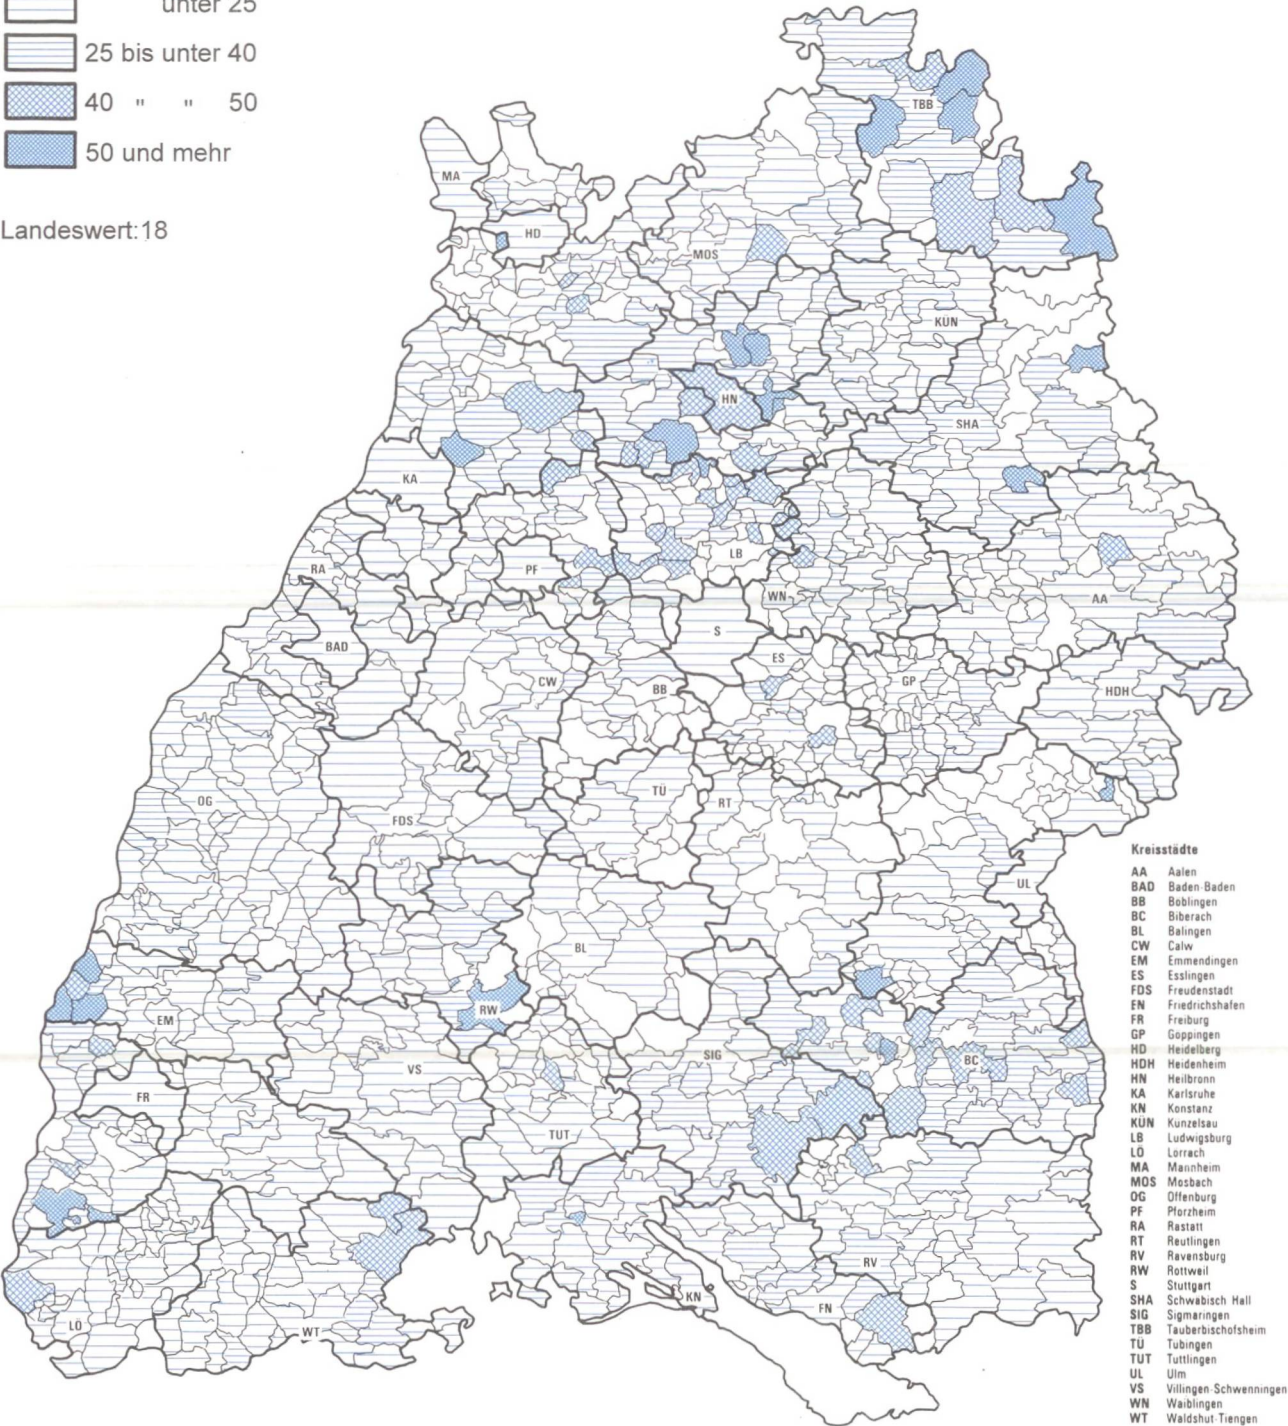 unter 25
25 bis unter 40
40 " " 50
50 und mehr
Landeswert:18
TBB
MA
HD
MOS
KÜN
HN
SHA
KA
LB
RA
PF
WN
AA
S
BAD
ES
CW
BB
GP
HDH
OG
TÜ
RT
FDS
UL
BL
RW
EM
SIG
BC
VS
FR
TUT
RV
KN
FN
LÖ
WT
Kreisstädte
AA Aalen
BAD Baden-Baden
BB Boblingen
BC Biberach
BL Balingen
CW Calw
EM Emmendingen
ES Esslingen
FDS Freudenstadt
FN Friedrichshafen
FR Freiburg
GP Goppingen
HD Heidelberg
HDH Heidenheim
HN Heilbronn
KA Karlsruhe
KN Konstanz
KÜN Kunzelsau
LB Ludwigsburg
LÖ Lorrach
MA Mannheim
MOS Mosbach
OG Offenburg
PF Pforzheim
RA Rastatt
RT Reutlingen
RV Ravensburg
RW Rottweil
S Stuttgart
SHA Schwabisch Hall
SIG Sigmaringen
TBB Tauberbischofsheim
TÜ Tubingen
TUT Tuttlingen
UL Ulm
VS Villingen-Schwenningen
WN Waiblingen
WT Waldshut-Tiengen